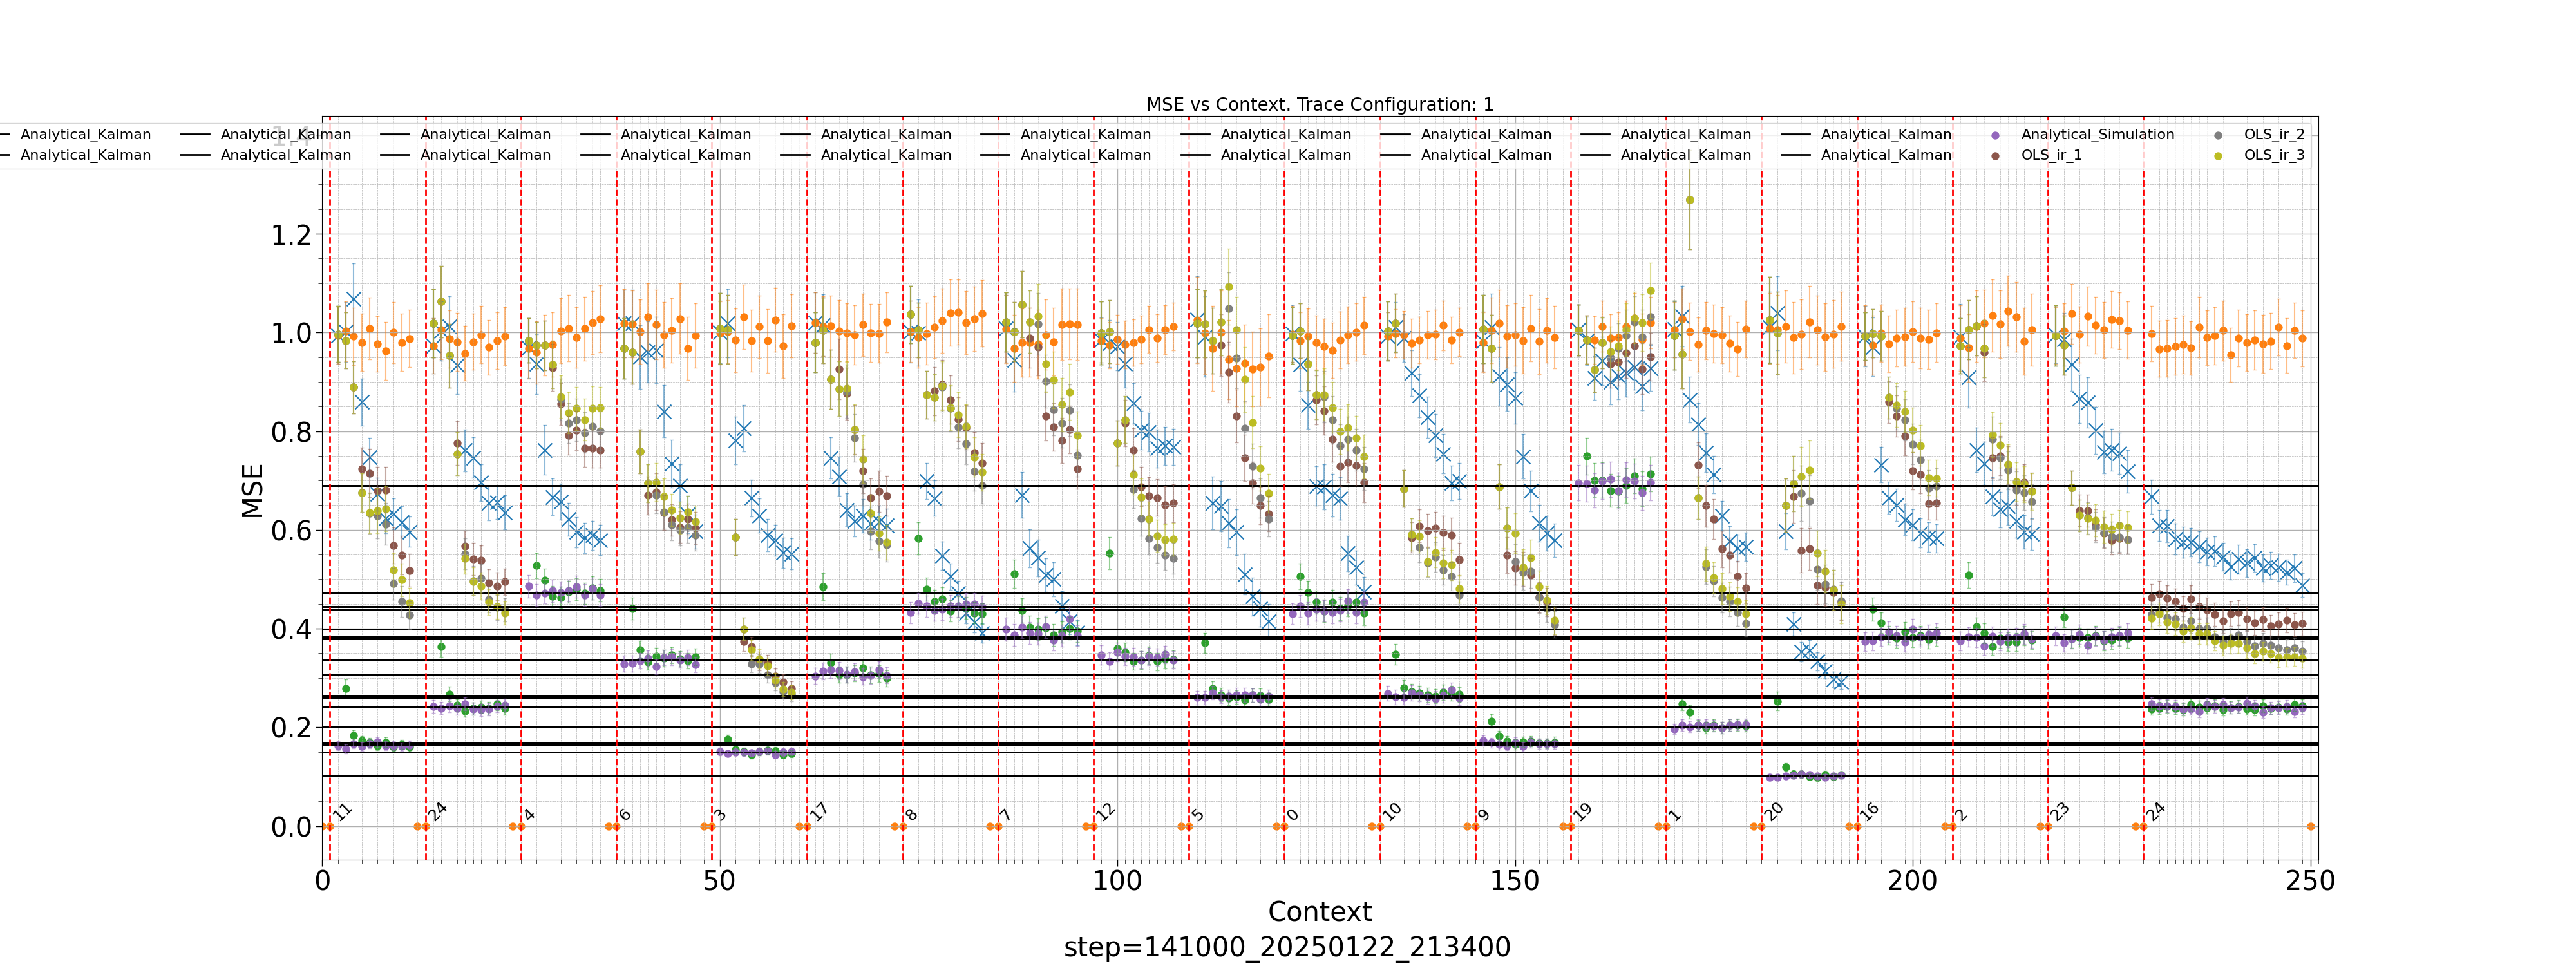 MSE vs Context. Trace Configuration: 1
Analytical_Kalman Analytical_Kalman Analytical_Kalman Analytical_Kalman Analytical_Kalman Analytical_Kalman Analytical_Kalman Analytical_Kalman Analytical_Kalman Analytical_Kalman Analytical_Simulation OLS_ir_2
Analytical_Kalman Analytical_Kalman Analytical_Kalman Analytical_Kalman Analytical_Kalman Analytical_Kalman Analytical_Kalman Analytical_Kalman Analytical_Kalman Analytical_Kalman OLS_ir_1 OLS_ir_3
1.4
1.2
1.0
0.8
0.6
0.4
0.2
0.0
MSE
11 24 4 6 3 17 8 7 12 5 0 10 9 19 1 20 16 2 23 24
0 50 100 150 200 250
Context
step=141000_20250122_213400